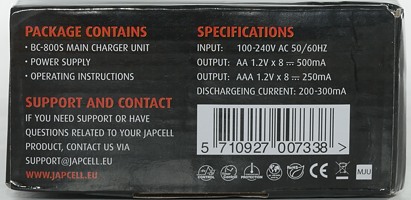 PACKAGE CONTAINS
• BC-800S MAIN CHARGER UNIT
• POWER SUPPLY
• OPERATING INSTRUCTIONS
SUPPORT AND CONTACT
IF YOU NEED SUPPORT OR HAVE
QUESTIONS RELATED TO YOUR JAPCELL
PRODUCT, CONTACT US VIA
SUPPORT@JAPCELL.EU
WWW.JAPCELL.EU
SPECIFICATIONS
INPUT: 100-240V AC 50/60HZ
OUTPUT: AA 1.2V x 8 ⎓ 500mA
OUTPUT: AAA 1.2V x 8 ⎓ 250mA
DISCHARGEING CURRENT: 200-300mA
5 710927 007338 >
CE
MJU